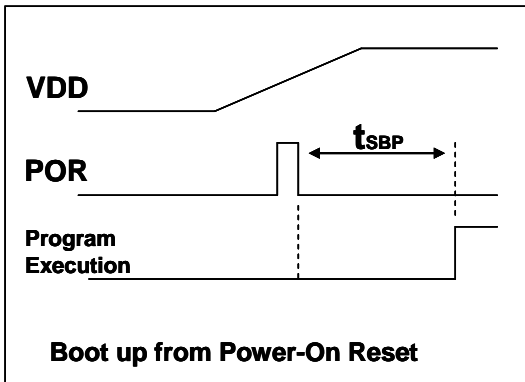 VDD
tSBP
POR
Program
Execution
Boot up from Power-On Reset